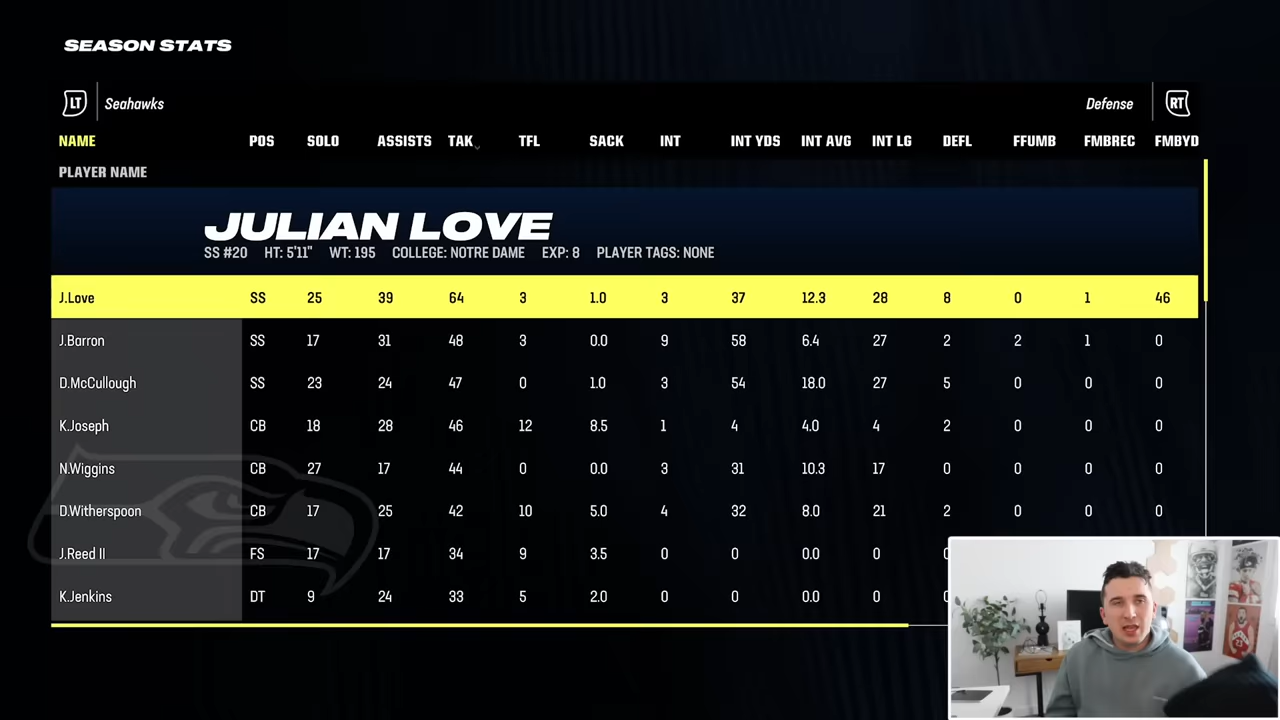 SEASON STATS
LT Seahawks Defense RT
NAME POS SOLO ASSISTS TAK TFL SACK INT INT YDS INT AVG INT LG DEFL FFUMB FMBREC FMBYD
PLAYER NAME
JULIAN LOVE
SS #20 HT: 5'11" WT: 195 COLLEGE: NOTRE DAME EXP: 8 PLAYER TAGS: NONE
J.Love SS 25 39 64 3 1.0 3 37 12.3 28 8 0 1 46
J.Barron SS 17 31 48 3 0.0 9 58 6.4 27 2 2 1 0
D.McCullough SS 23 24 47 0 1.0 3 54 18.0 27 5 0 0 0
K.Joseph CB 18 28 46 12 8.5 1 4 4.0 4 2 0 0 0
N.Wiggins CB 27 17 44 0 0.0 3 31 10.3 17 0 0 0 0
D.Witherspoon CB 17 25 42 10 5.0 4 32 8.0 21 2 0 0 0
J.Reed II FS 17 17 34 9 3.5 0 0 0.0 0 0
K.Jenkins DT 9 24 33 5 2.0 0 0 0.0 0 0